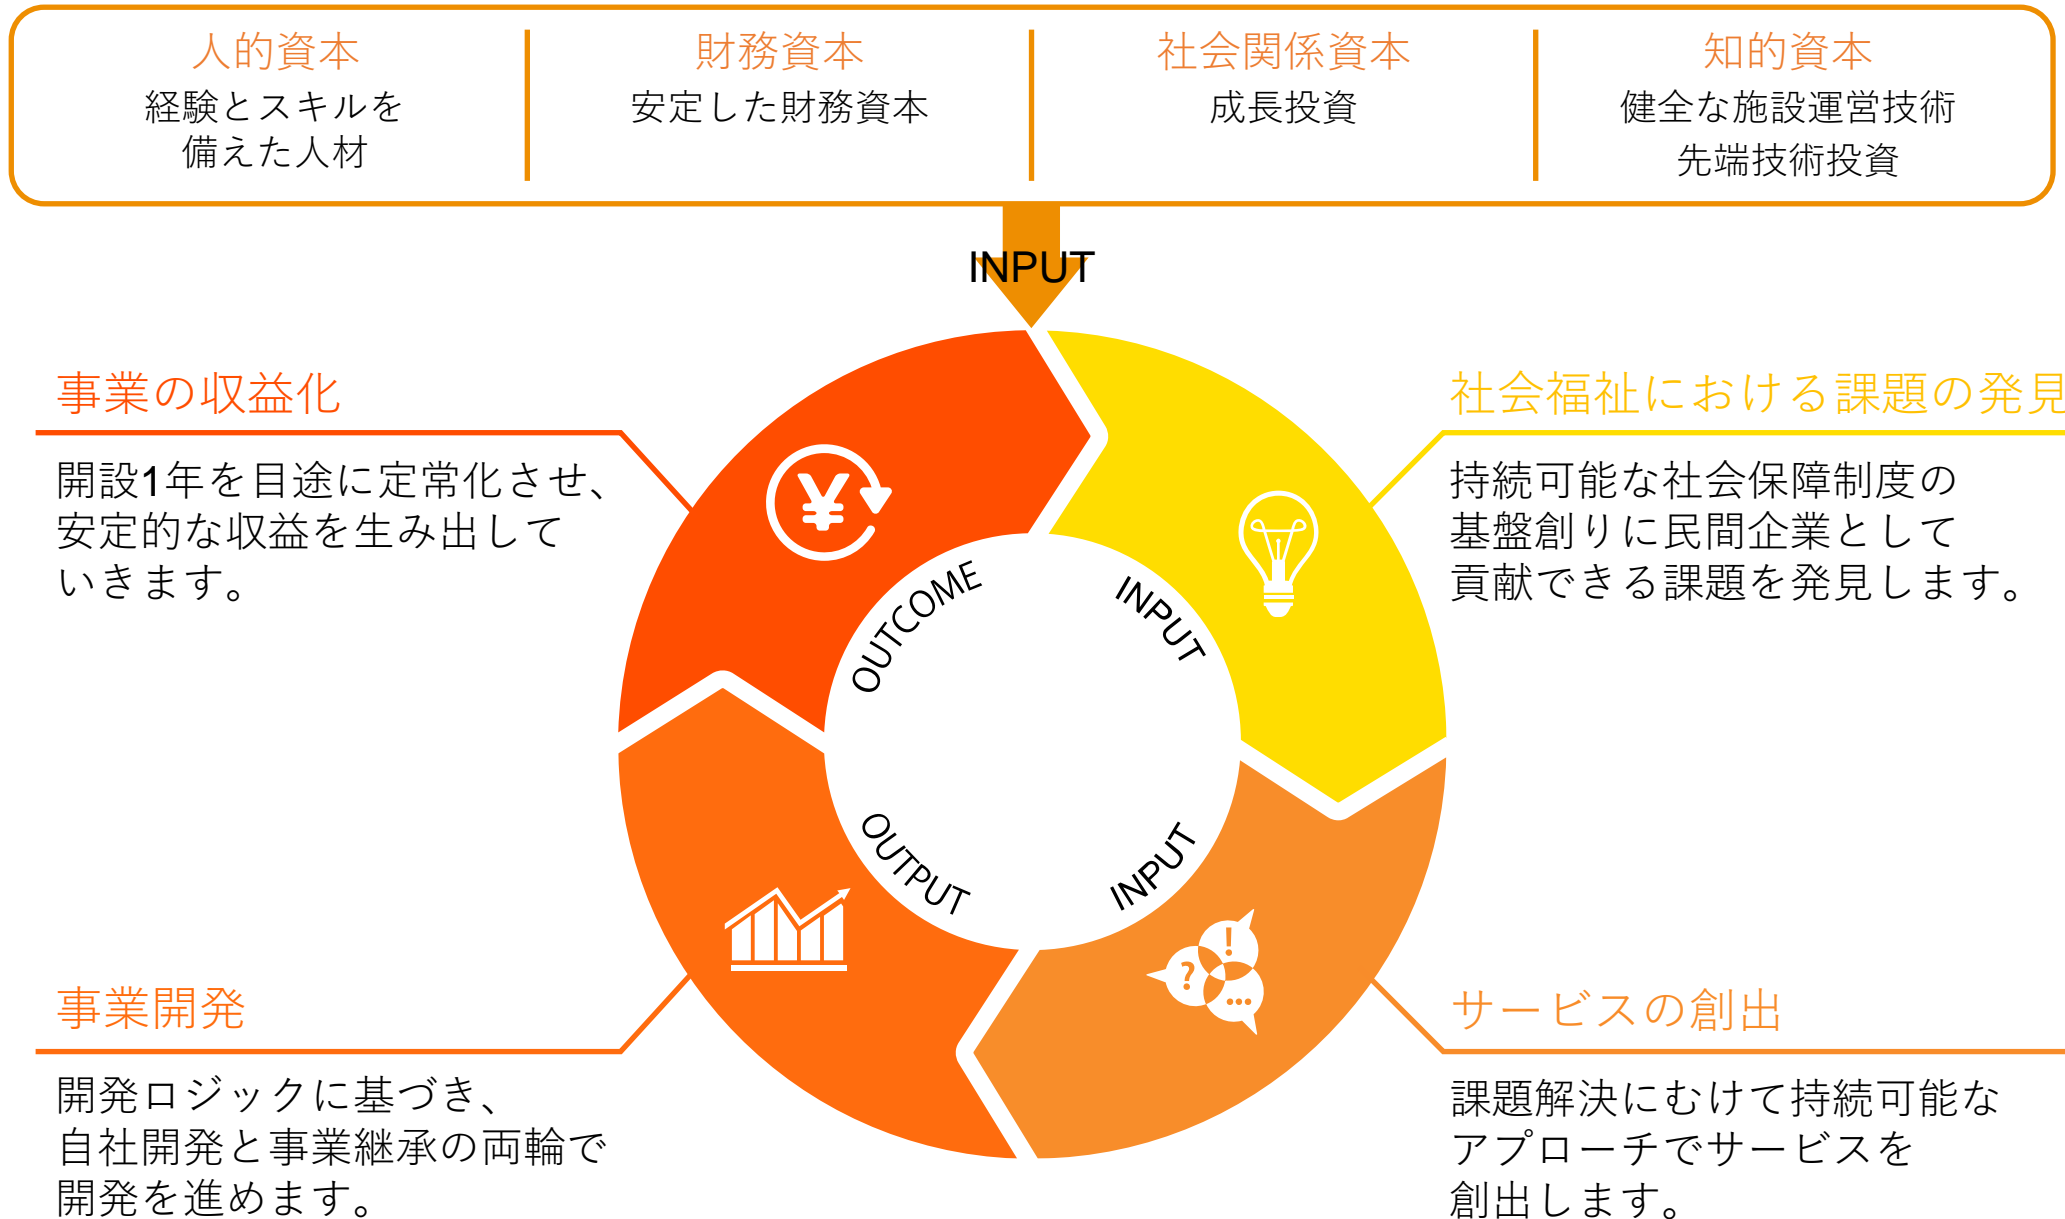 人的資本
経験とスキルを
備えた人材
財務資本
安定した財務資本
社会関係資本
成長投資
知的資本
健全な施設運営技術
先端技術投資
INPUT
事業の収益化
開設1年を目途に定常化させ、
安定的な収益を生み出して
いきます。
社会福祉における課題の発見
持続可能な社会保障制度の
基盤創りに民間企業として
貢献できる課題を発見します。
¥
OUTCOME
INPUT
OUTPUT
INPUT
!
?
...
事業開発
開発ロジックに基づき、
自社開発と事業継承の両輪で
開発を進めます。
サービスの創出
課題解決にむけて持続可能な
アプローチでサービスを
創出します。